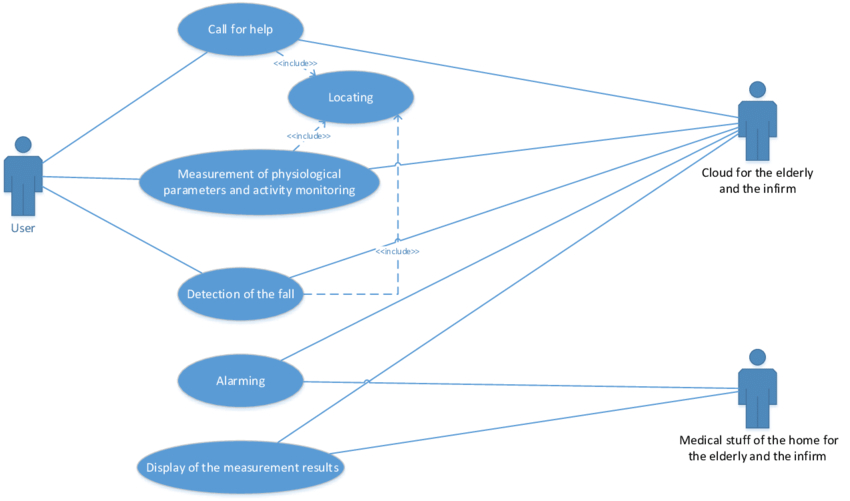 Call for help
<<include>>
Locating
<<include>>
Measurement of physiological
parameters and activity monitoring
User
Cloud for the elderly
and the infirm
<<include>>
Detection of the fall
Alarming
Medical stuff of the home for
the elderly and the infirm
Display of the measurement results